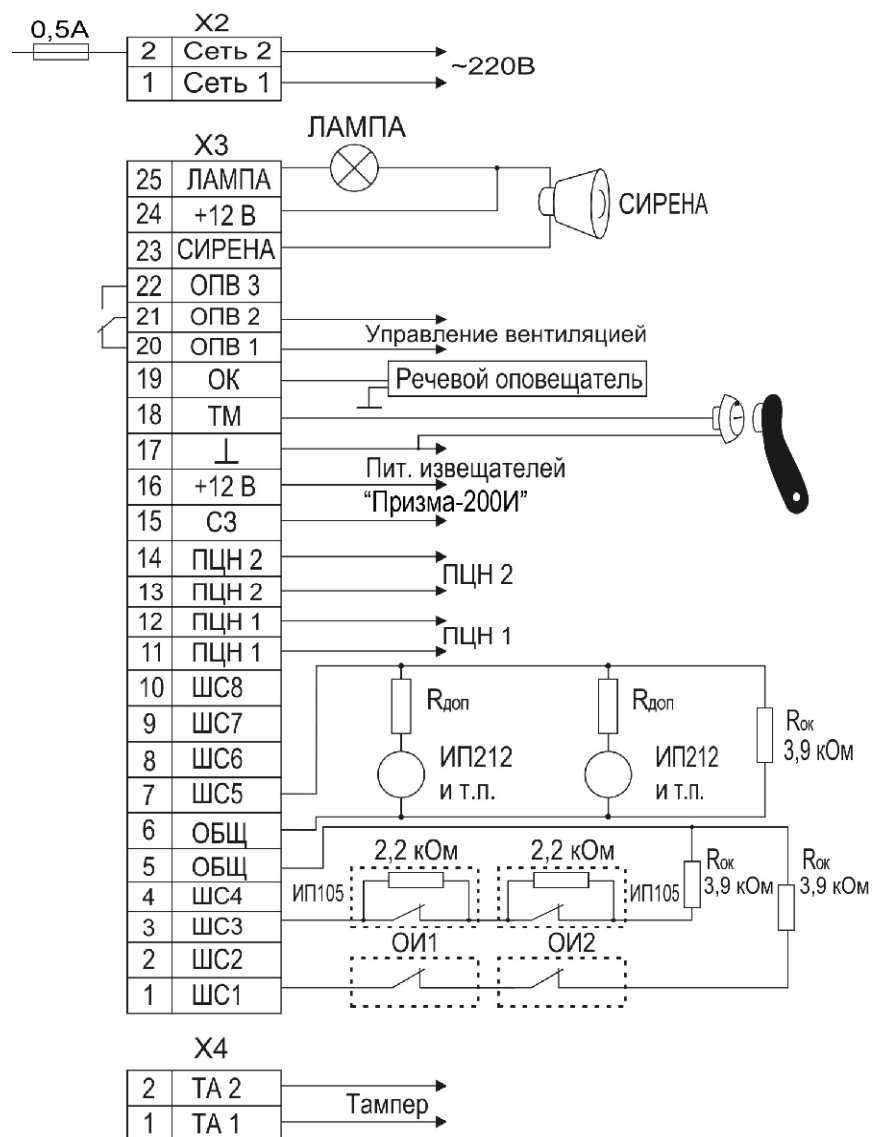 0,5А
X2
2 Сеть 2
1 Сеть 1
~220В
ЛАМПА
X3
25 ЛАМПА
24 +12 В
23 СИРЕНА
СИРЕНА
22 ОПВ 3
21 ОПВ 2
20 ОПВ 1
Управление вентиляцией
19 ОК
Речевой оповещатель
18 ТМ
17 ⊥
Пит. извещателей
16 +12 В
“Призма-200И”
15 СЗ
14 ПЦН 2
13 ПЦН 2
ПЦН 2
12 ПЦН 1
11 ПЦН 1
ПЦН 1
10 ШС8
9 ШС7
8 ШС6
7 ШС5
Rдоп
ИП212
и т.п.
Rдоп
ИП212
и т.п.
Rок
3,9 кОм
6 ОБЩ
5 ОБЩ
4 ШС4
3 ШС3
2 ШС2
1 ШС1
2,2 кОм
2,2 кОм
ИП105
ИП105
Rок
3,9 кОм
Rок
3,9 кОм
ОИ1
ОИ2
X4
2 ТА 2
1 ТА 1
Тампер